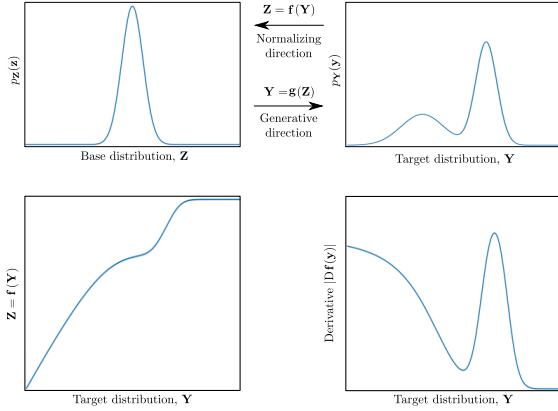 p_Z(z)
Base distribution, Z
Z = f (Y)
Normalizing
direction
Y =g(Z)
Generative
direction
p_Y(y)
Target distribution, Y
Z = f (Y)
Target distribution, Y
Derivative |Df(y)|
Target distribution, Y